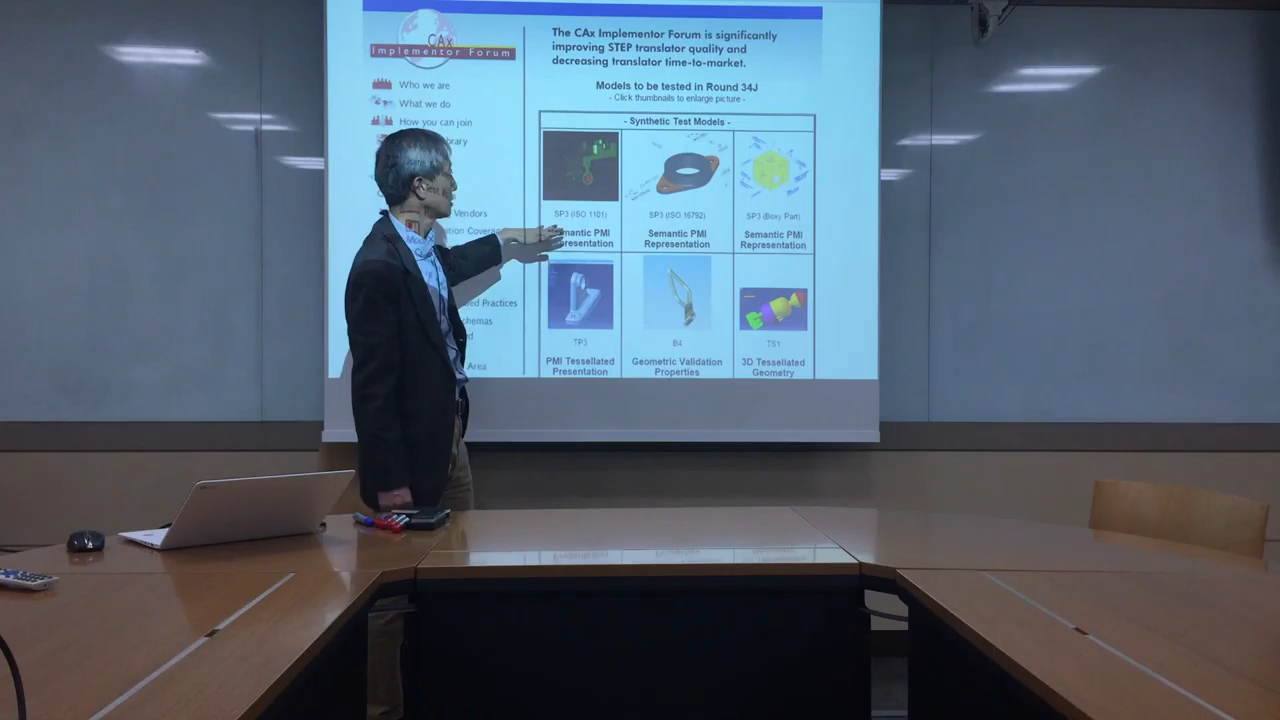 CAx
Implementor Forum
Who we are
What we do
How you can join
Vendors
Practices
Area
The CAx Implementor Forum is significantly
improving STEP translator quality and
decreasing translator time-to-market.
Models to be tested in Round 34J
- Click thumbnails to enlarge picture -
- Synthetic Test Models -
SP3 (ISO 1101)
SP3 (ISO 16792)
SP3 (Boxy Part)
PMI
Semantic PMI
Representation
Semantic PMI
Representation
TP3
B4
TS1
PMI Tessellated
Presentation
Geometric Validation
Properties
3D Tessellated
Geometry